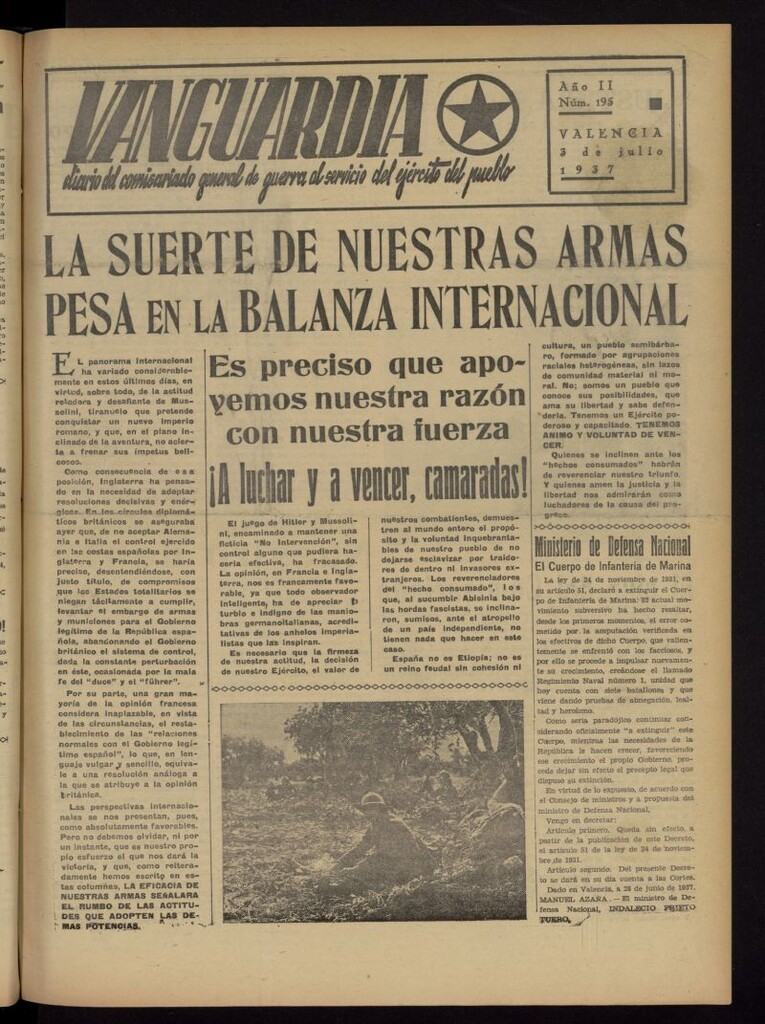 VANGUARDIA
diario del comisariado general de guerra al servicio del ejército del pueblo
Año II
Núm. 195
VALENCIA
3 de julio
1937
LA SUERTE DE NUESTRAS ARMAS
PESA EN LA BALANZA INTERNACIONAL
EL panorama internacional
ha variado considerable-
mente en estos últimos días, en
virtud, sobre todo, de la actitud
retadora y desafiante de Mus-
solini, tiranuelo que pretende
conquistar un nuevo imperio
romano, y que, en el plano in-
clinado de la aventura, no acier-
ta a frenar sus ímpetus beli-
cosos.
Como consecuencia de esa
posición, Inglaterra ha pensa-
do en la necesidad de adoptar
resoluciones decisivas y enér-
gicas. En los círculos diplomá-
ticos británicos se aseguraba
ayer que, de no aceptar Alema-
nia e Italia el control ejercido
en las costas españolas por In-
glaterra y Francia, se haría
preciso, desentendiéndose, con
justo título, de compromisos
que los Estados totalitarios se
niegan tácitamente a cumplir,
levantar el embargo de armas
y municiones para el Gobierno
legítimo de la República espa-
ñola, abandonando el Gobierno
británico el sistema de control,
dada la constante perturbación
en éste, ocasionada por la mala
fe del "duce" y el "führer".
Por su parte, una gran ma-
yoría de la opinión francesa
considera inaplazable, en vista
de las circunstancias, el resta-
blecimiento de las "relaciones
normales con el Gobierno legí-
timo español", lo que, en len-
guaje vulgar y sencillo, equiva-
le a una resolución análoga a
la que se atribuye a la opinión
británica.
Las perspectivas internacio-
nales se nos presentan, pues,
como absolutamente favorables.
Pero no debemos olvidar, ni por
un instante, que es nuestro pro-
pio esfuerzo el que nos dará la
victoria, y que, como reitera-
damente hemos escrito en es-
tas columnas, LA EFICACIA DE
NUESTRAS ARMAS SEÑALARA
EL RUMBO DE LAS ACTITU-
DES QUE ADOPTEN LAS DE-
MAS POTENCIAS.
Es preciso que apo-
yemos nuestra razón
con nuestra fuerza
¡A luchar y a vencer, camaradas!
El juego de Hitler y Mussoli-
ni, encaminado a mantener una
ficticia "No Intervención", sin
control alguno que pudiera ha-
cerla efectiva, ha fracasado.
La opinión, en Francia e Ingla-
terra, nos es francamente favo-
rable, ya que todo observador
inteligente, ha de apreciar lo
turbio e indigno de las manio-
bras germanoitalianas, acredi-
tativas de los anhelos imperia-
listas que las inspiran.
Es necesario que la firmeza
de nuestra actitud, la decisión
de nuestro Ejército, el valor de
nuestros combatientes, demues-
tren al mundo entero el propó-
sito y la voluntad inquebranta-
bles de nuestro pueblo de no
dejarse esclavizar por traido-
res de dentro ni invasores ex-
tranjeros. Los reverenciadores
del "hecho consumado", los
que, al sucumbir Abisinia bajo
las hordas fascistas, se inclina-
ron, sumisos, ante el atropello
de un país independiente, no
tienen nada que hacer en este
caso.
España no es Etiopía; no es
un reino feudal sin cohesión ni
cultura, un pueblo semibárba-
ro, formado por agrupaciones
raciales heterogéneas, sin lazos
de comunidad material ni mo-
ral. No; somos un pueblo que
conoce sus posibilidades, que
ama su libertad y sabe defen-
derla. Tenemos un Ejército po-
deroso y capacitado. TENEMOS
ANIMO Y VOLUNTAD DE VEN-
CER.
Quienes se inclinen ante los
"hechos consumados" habrán
de reverenciar nuestro triunfo.
Y quienes amen la justicia y la
libertad nos admirarán como
luchadores de la causa del pro-
greso.
Ministerio de Defensa Nacional
El Cuerpo de Infantería de Marina
La ley de 24 de noviembre de 1931, en
su artículo 51, declaró a extinguir el Cuer-
po de Infantería de Marina. El actual mo-
vimiento subversivo ha hecho resaltar,
desde los primeros momentos, el error co-
metido por la amputación verificada en
los efectivos de dicho Cuerpo, que valien-
temente se enfrentó con los facciosos, y
por ello se procede a impulsar nuevamen-
te su crecimiento, creándose el llamado
Regimiento Naval número 1, unidad que
hoy cuenta con siete batallones y que
viene dando pruebas de abnegación, leal-
tad y heroísmo.
Como sería paradójico continuar con-
siderando oficialmente "a extinguir" este
Cuerpo, mientras las necesidades de la
República le hacen crecer, favoreciendo
ese crecimiento el propio Gobierno, pro-
cede dejar sin efecto el precepto legal que
dispuso su extinción.
En virtud de lo expuesto, de acuerdo con
el Consejo de ministros y a propuesta del
ministro de Defensa Nacional,
Vengo en decretar:
Artículo primero. Queda sin efecto, a
partir de la publicación de este Decreto,
el artículo 51 de la ley de 24 de noviem-
bre de 1931.
Artículo segundo. Del presente Decre-
to se dará en su día cuenta a las Cortes.
Dado en Valencia, a 28 de junio de 1937.
MANUEL AZAÑA. — El ministro de De-
fensa Nacional, INDALECIO PRIETO
TUERO.